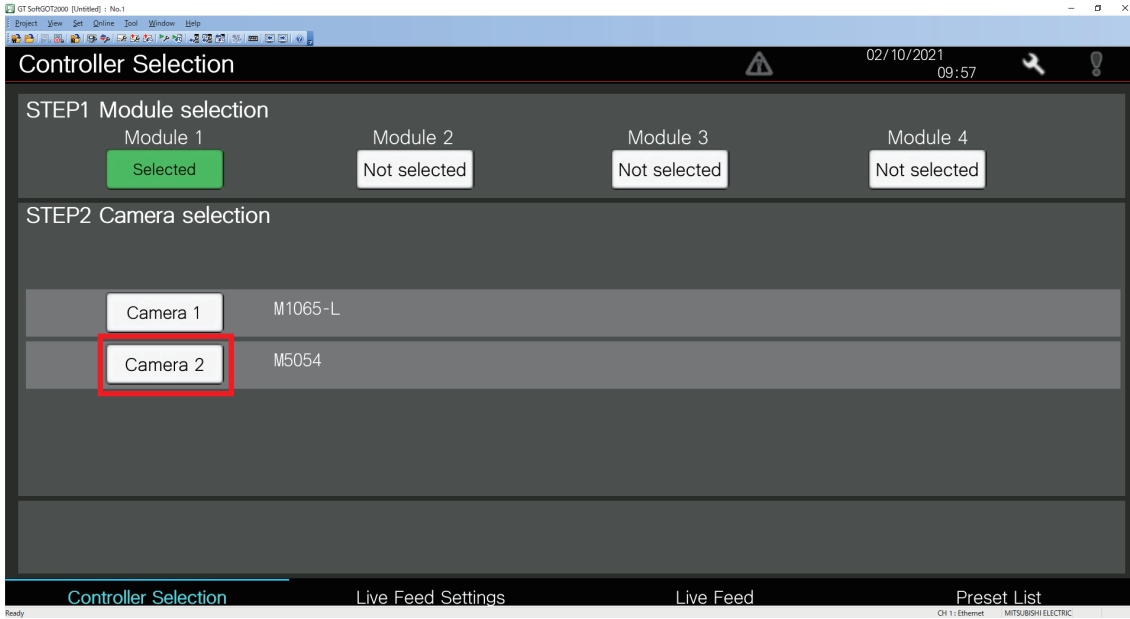 GT SoftGOT2000 [Untitled] : No.1
Project View Set Online Tool Window Help
Controller Selection
02/10/2021
09:57
STEP1 Module selection
Module 1 Module 2 Module 3 Module 4
Selected Not selected Not selected Not selected
STEP2 Camera selection
Camera 1 M1065-L
Camera 2 M5054
Controller Selection Live Feed Settings Live Feed Preset List
Ready CH 1 : Ethernet MITSUBISHI ELECTRIC